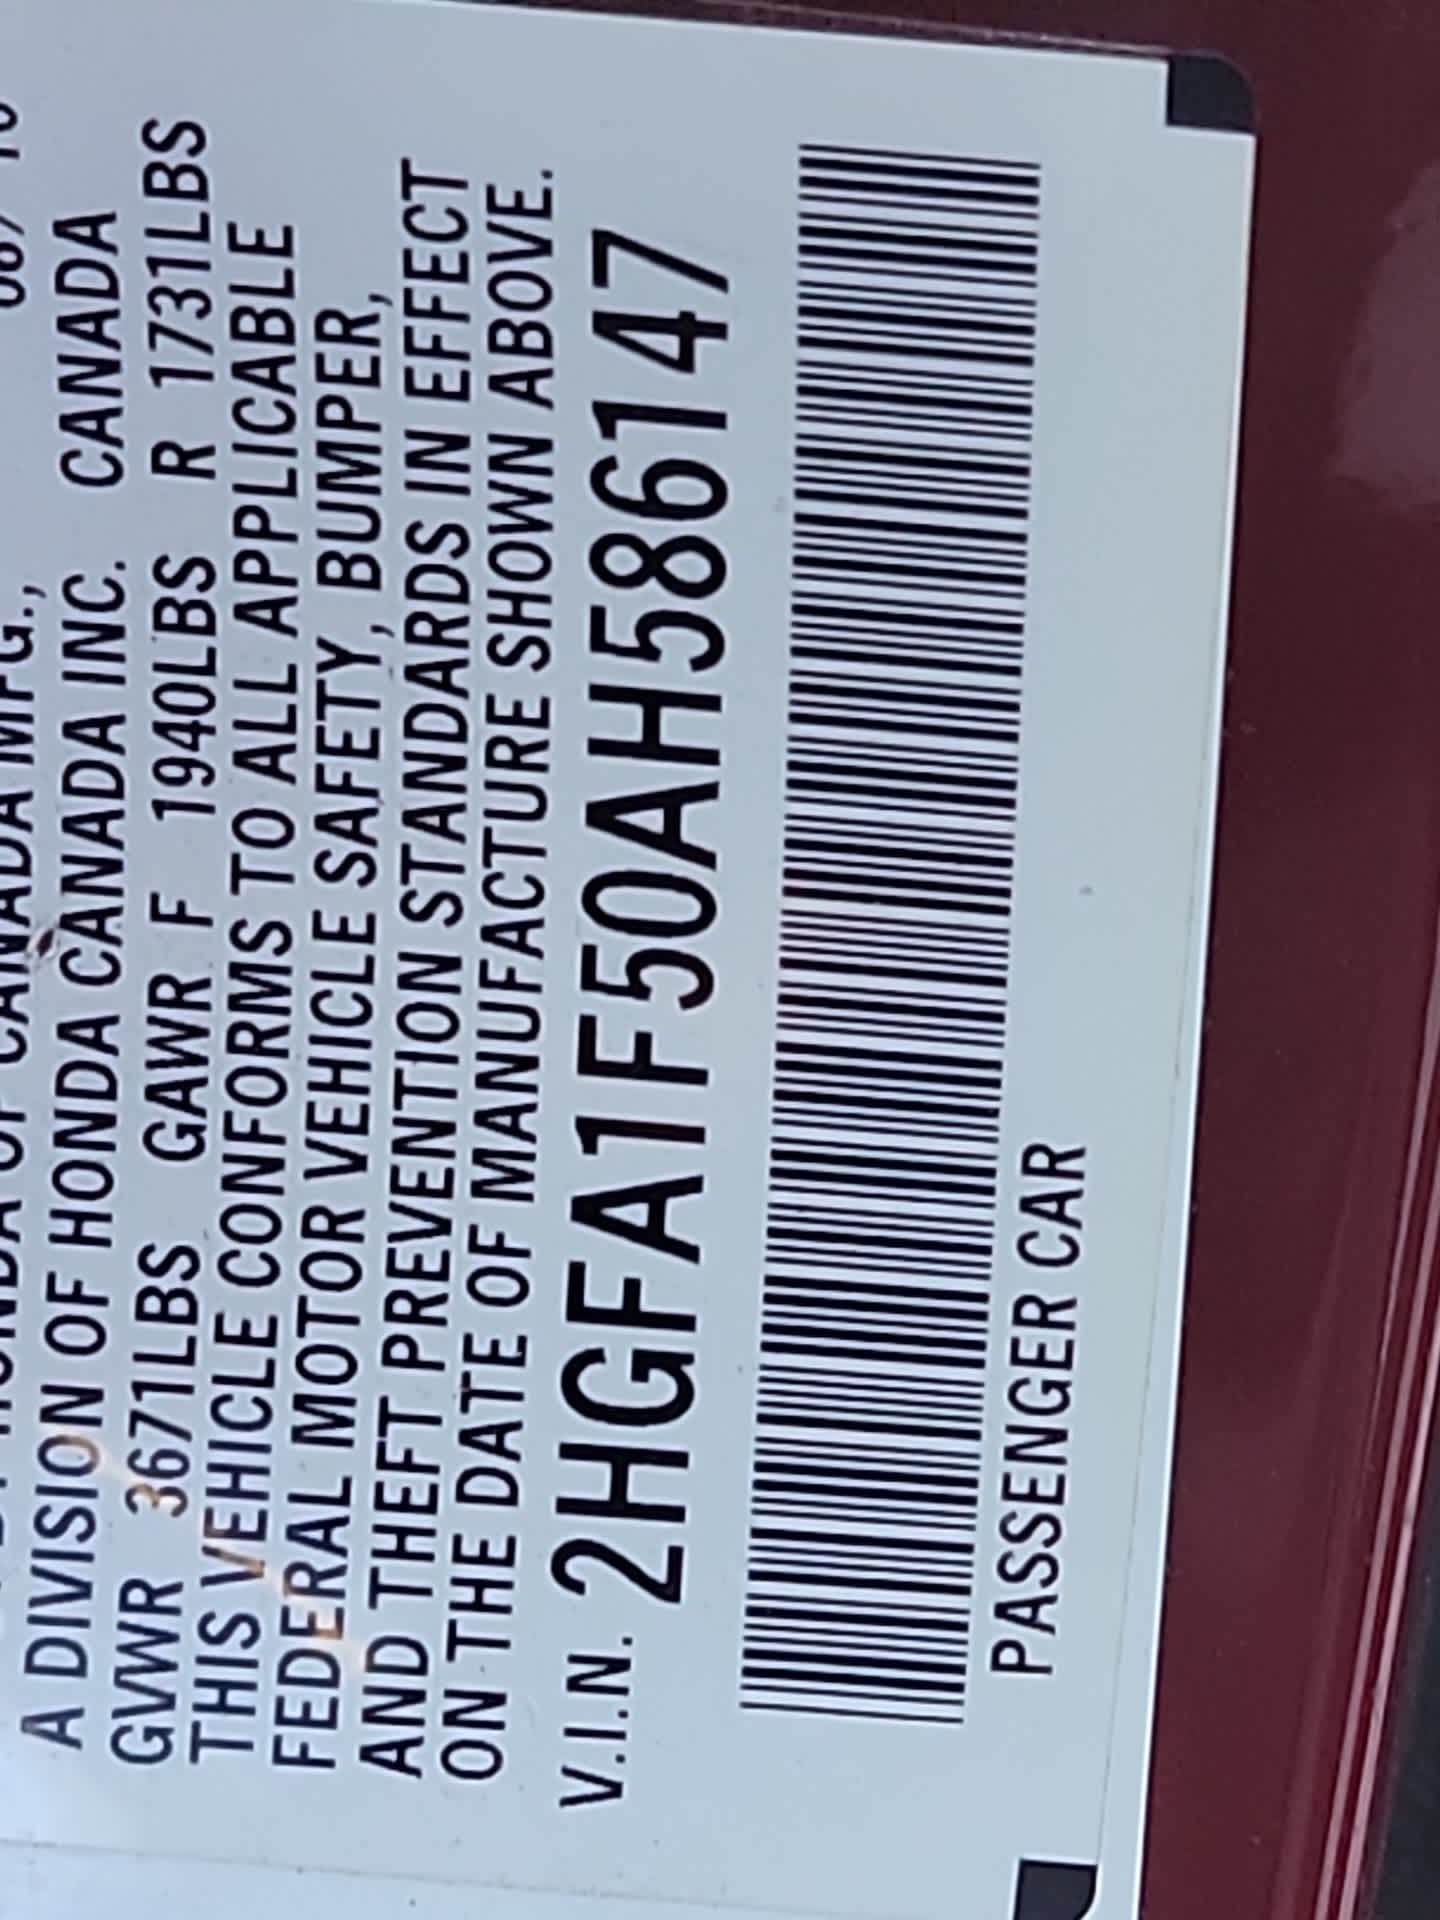 CANADA MFG.,
A DIVISION OF HONDA CANADA INC. CANADA
GVWR 3671LBS GAWR F 1940LBS R 1731LBS
THIS VEHICLE CONFORMS TO ALL APPLICABLE
FEDERAL MOTOR VEHICLE SAFETY, BUMPER,
AND THEFT PREVENTION STANDARDS IN EFFECT
ON THE DATE OF MANUFACTURE SHOWN ABOVE.
V.I.N. 2HGFA1F50AH586147
PASSENGER CAR